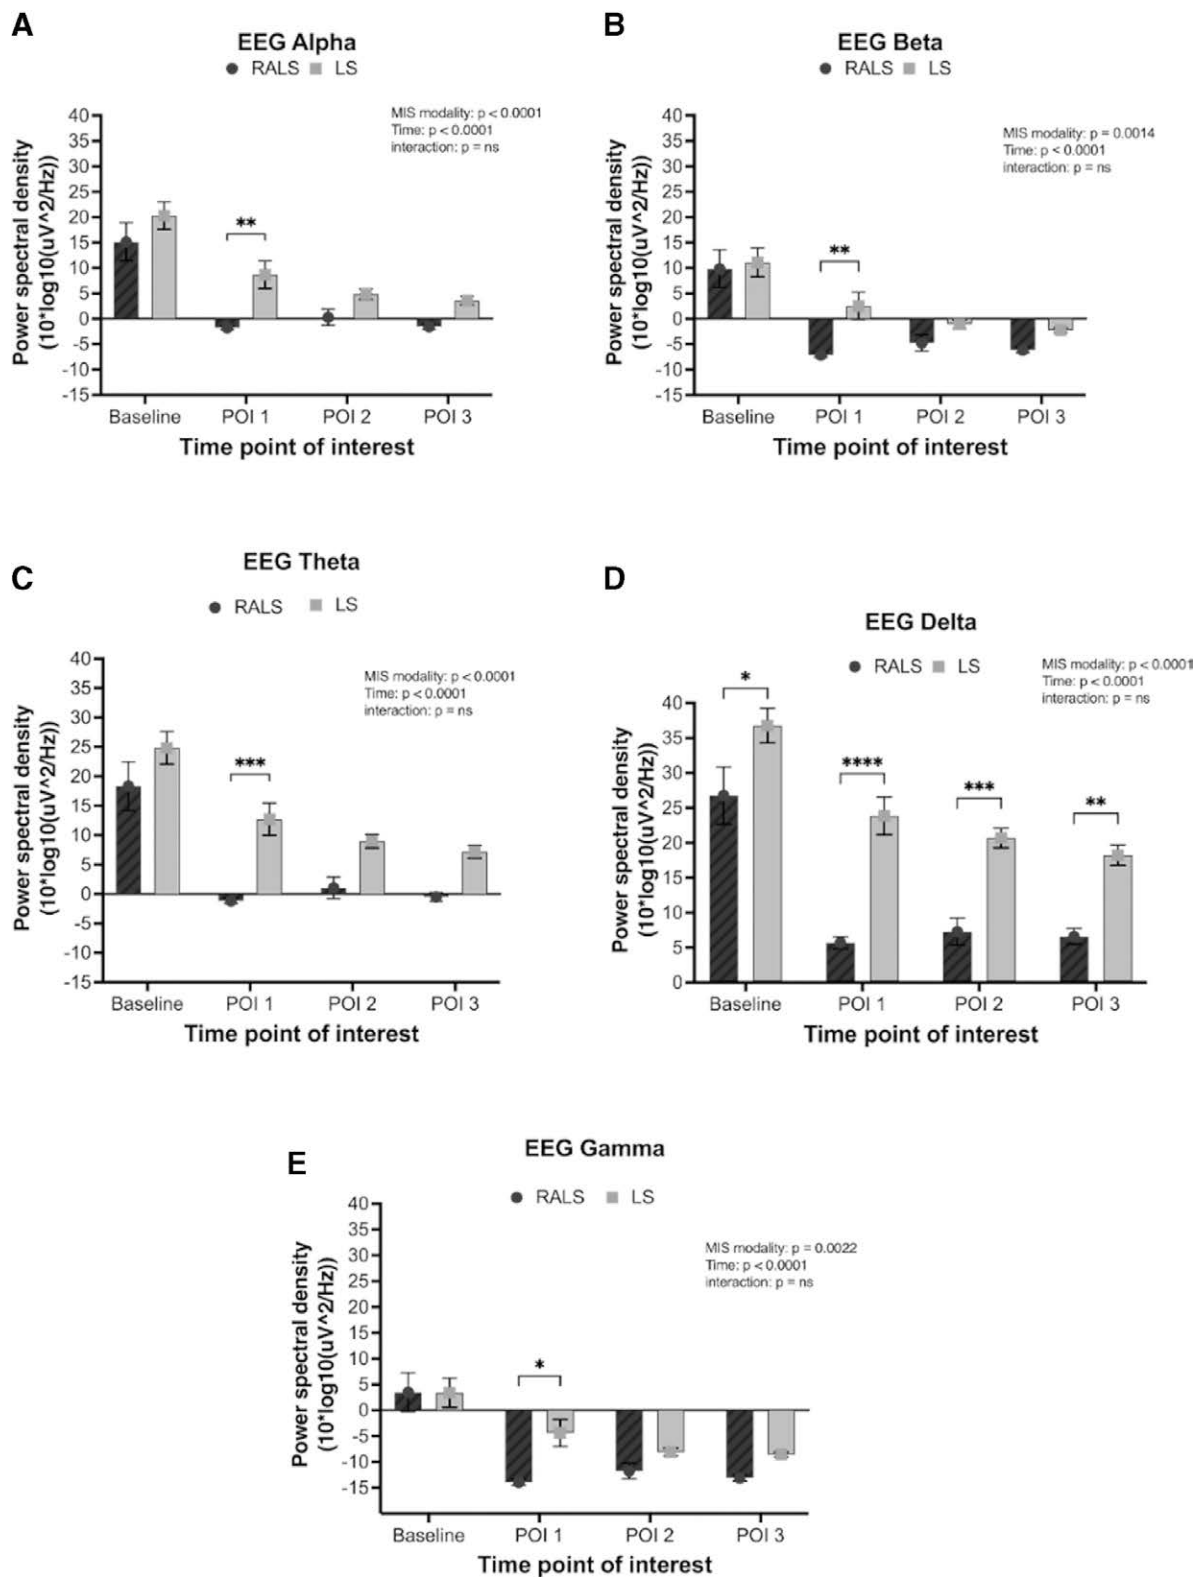 A
EEG Alpha
RALS LS
MIS modality: p < 0.0001
Time: p < 0.0001
interaction: p = ns
Power spectral density
(10*log10(uV^2/Hz))
40
35
30
25
20
15
10
5
0
-5
-10
-15
**
Baseline POI 1 POI 2 POI 3
Time point of interest
B
EEG Beta
RALS LS
MIS modality: p = 0.0014
Time: p < 0.0001
interaction: p = ns
Power spectral density
(10*log10(uV^2/Hz))
40
35
30
25
20
15
10
5
0
-5
-10
-15
**
Baseline POI 1 POI 2 POI 3
Time point of interest
C
EEG Theta
RALS LS
MIS modality: p < 0.0001
Time: p < 0.0001
interaction: p = ns
Power spectral density
(10*log10(uV^2/Hz))
40
35
30
25
20
15
10
5
0
-5
-10
-15
***
Baseline POI 1 POI 2 POI 3
Time point of interest
D
EEG Delta
RALS LS
MIS modality: p < 0.0001
Time: p < 0.0001
interaction: p = ns
Power spectral density
(10*log10(uV^2/Hz))
40
35
30
25
20
15
10
5
0
*
****
***
**
Baseline POI 1 POI 2 POI 3
Time point of interest
E
EEG Gamma
RALS LS
MIS modality: p = 0.0022
Time: p < 0.0001
interaction: p = ns
Power spectral density
(10*log10(uV^2/Hz))
40
35
30
25
20
15
10
5
0
-5
-10
-15
*
Baseline POI 1 POI 2 POI 3
Time point of interest